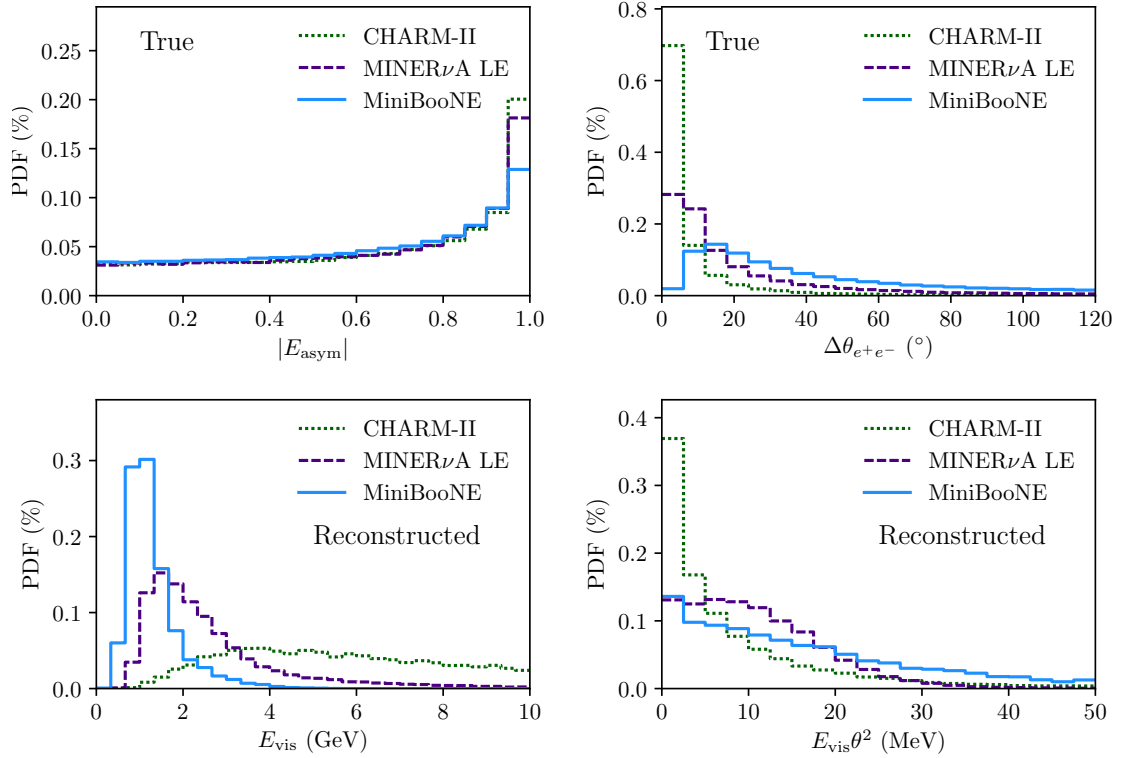 True
CHARM-II
MINERνA LE
MiniBooNE
PDF (%)
0.25
0.20
0.15
0.10
0.05
0.00
0.0 0.2 0.4 0.6 0.8 1.0
|E_asym|
True
CHARM-II
MINERνA LE
MiniBooNE
PDF (%)
0.8
0.6
0.4
0.2
0.0
0 20 40 60 80 100 120
Δθ_{e⁺e⁻} (°)
CHARM-II
MINERνA LE
MiniBooNE
Reconstructed
PDF (%)
0.3
0.2
0.1
0.0
0 2 4 6 8 10
E_vis (GeV)
CHARM-II
MINERνA LE
MiniBooNE
Reconstructed
PDF (%)
0.4
0.3
0.2
0.1
0.0
0 10 20 30 40 50
E_vis θ² (MeV)